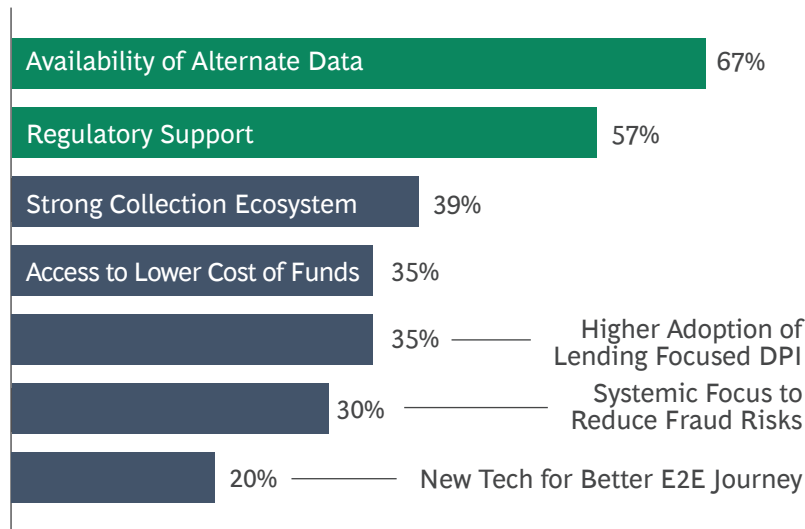 Availability of Alternate Data 67%
Regulatory Support 57%
Strong Collection Ecosystem 39%
Access to Lower Cost of Funds 35%
35% Higher Adoption of
Lending Focused DPI
30% Systemic Focus to
Reduce Fraud Risks
20% New Tech for Better E2E Journey